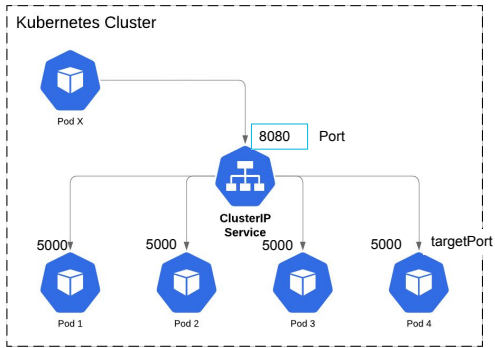 Kubernetes Cluster
Pod X
8080 Port
ClusterIP
Service
5000 5000 5000 5000 targetPort
Pod 1 Pod 2 Pod 3 Pod 4